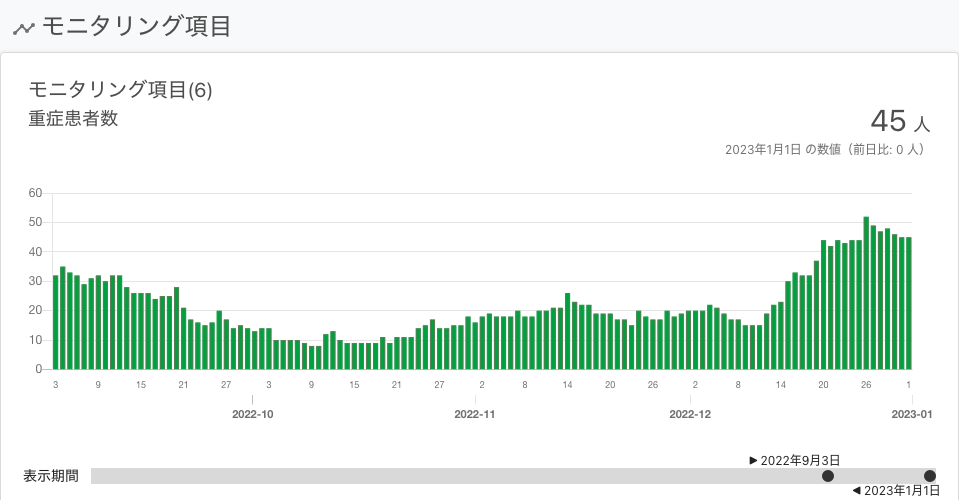 モニタリング項目
モニタリング項目(6)
重症患者数
45 人
2023年1月1日 の数値（前日比: 0 人）
60
50
40
30
20
10
0
3 9 15 21 27 3 9 15 21 27 2 8 14 20 26 2 8 14 20 26 1
2022-10 2022-11 2022-12 2023-01
2022年9月3日
表示期間
2023年1月1日